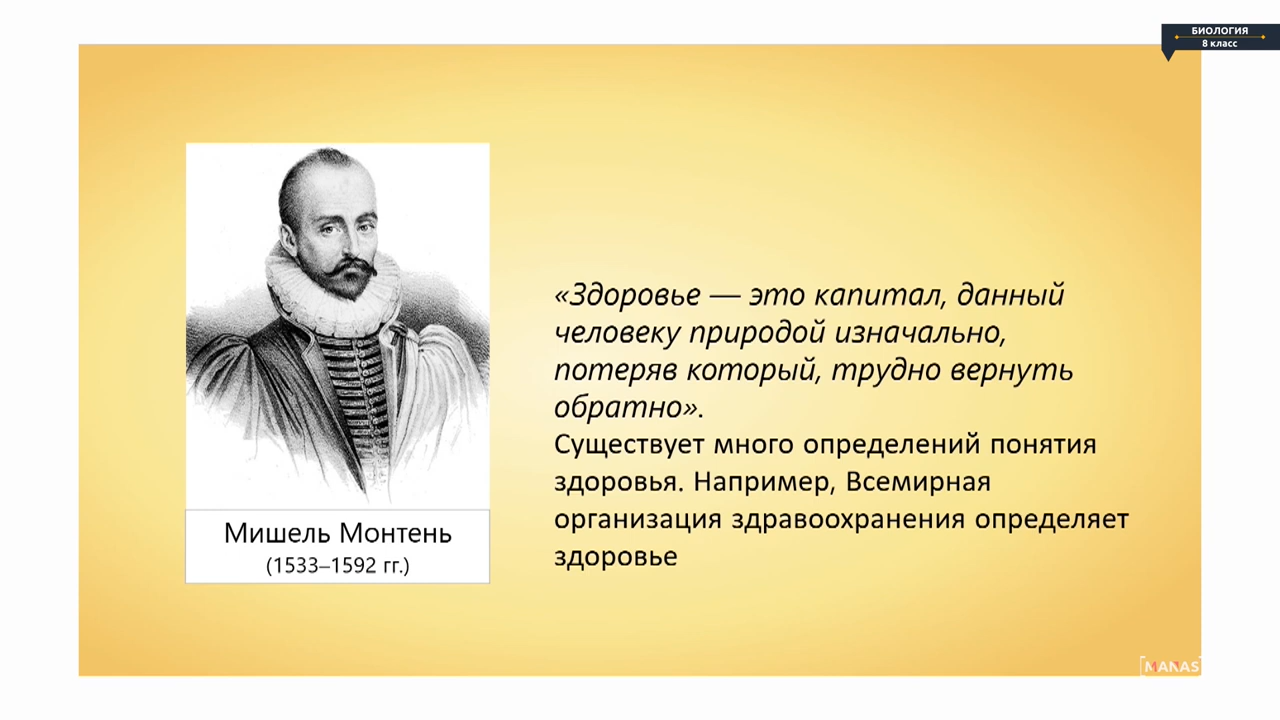 БИОЛОГИЯ
8 класс
«Здоровье — это капитал, данный
человеку природой изначально,
потеряв который, трудно вернуть
обратно».
Существует много определений понятия
здоровья. Например, Всемирная
организация здравоохранения определяет
здоровье
Мишель Монтень
(1533–1592 гг.)
MANAS